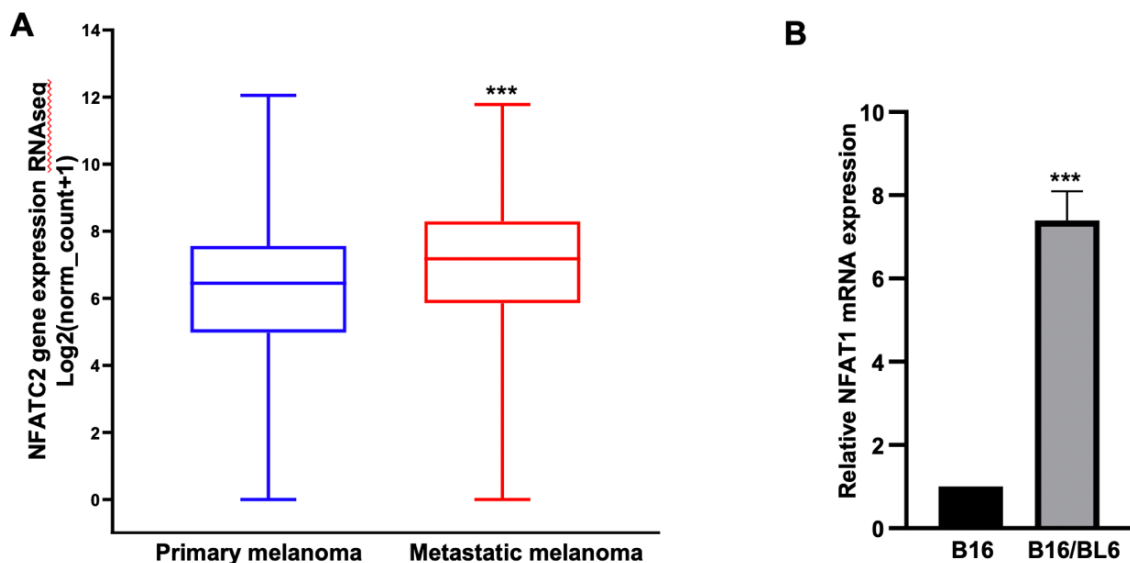 A
NFATC2 gene expression RNAseq
Log2(norm_count+1)
14
12
10
8
6
4
2
0
***
Primary melanoma
Metastatic melanoma
B
Relative NFAT1 mRNA expression
10
8
6
4
2
0
***
B16
B16/BL6